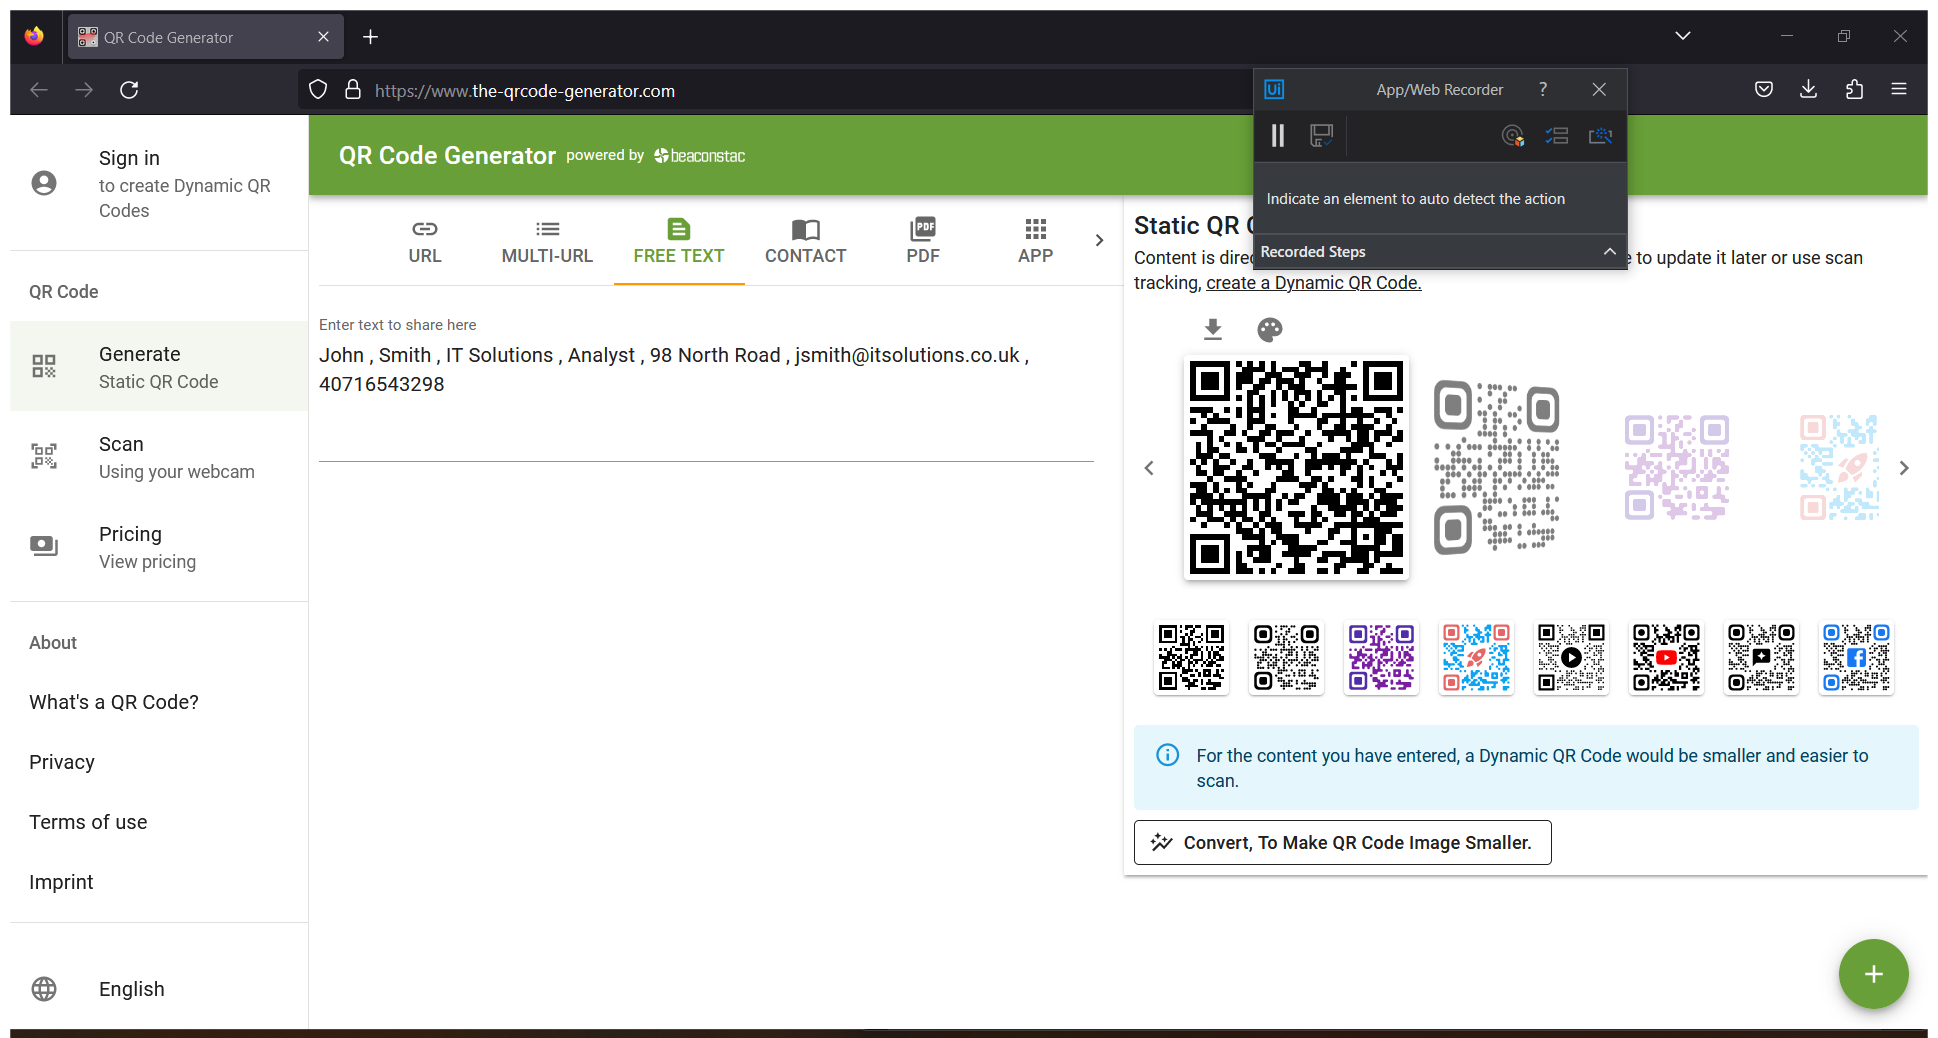 QR Code Generator
https://www.the-qrcode-generator.com
Ui App/Web Recorder ?
Indicate an element to auto detect the action
Recorded Steps
Sign in
to create Dynamic QR
Codes
QR Code
Generate
Static QR Code
Scan
Using your webcam
Pricing
View pricing
About
What's a QR Code?
Privacy
Terms of use
Imprint
English
QR Code Generator powered by beaconstac
URL
MULTI-URL
FREE TEXT
CONTACT
PDF
PDF
APP
Enter text to share here
John , Smith , IT Solutions , Analyst , 98 North Road , jsmith@itsolutions.co.uk ,
40716543298
Static QR
Content is to update it later or use scan
tracking, create a Dynamic QR Code.
For the content you have entered, a Dynamic QR Code would be smaller and easier to
scan.
Convert, To Make QR Code Image Smaller.